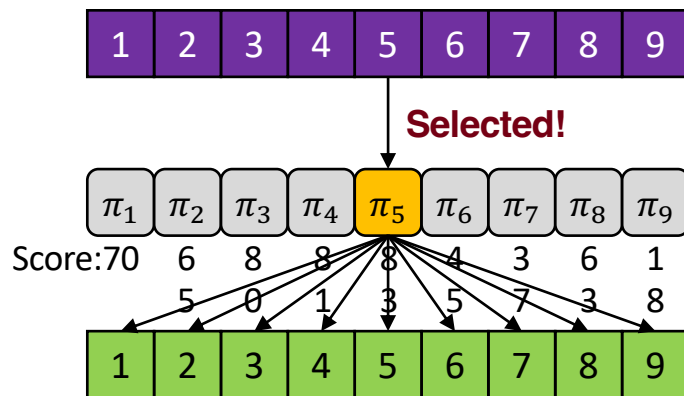 1 2 3 4 5 6 7 8 9
Selected!
π₁ π₂ π₃ π₄ π₅ π₆ π₇ π₈ π₉
Score:70 6 8 8 8 4 3 6 1
5 0 1 3 5 7 3 8
1 2 3 4 5 6 7 8 9